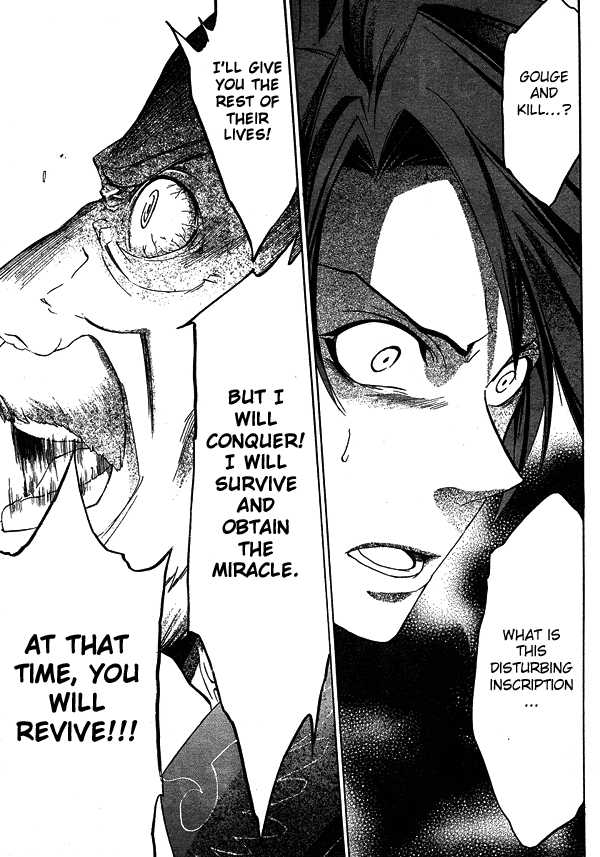 GOUGE
AND
KILL...?
WHAT IS
THIS
DISTURBING
INSCRIPTION
...
I'LL GIVE
YOU THE
REST OF
THEIR
LIVES!
BUT I
WILL
CONQUER!
I WILL
SURVIVE
AND
OBTAIN
THE
MIRACLE.
AT THAT
TIME, YOU
WILL
REVIVE!!!